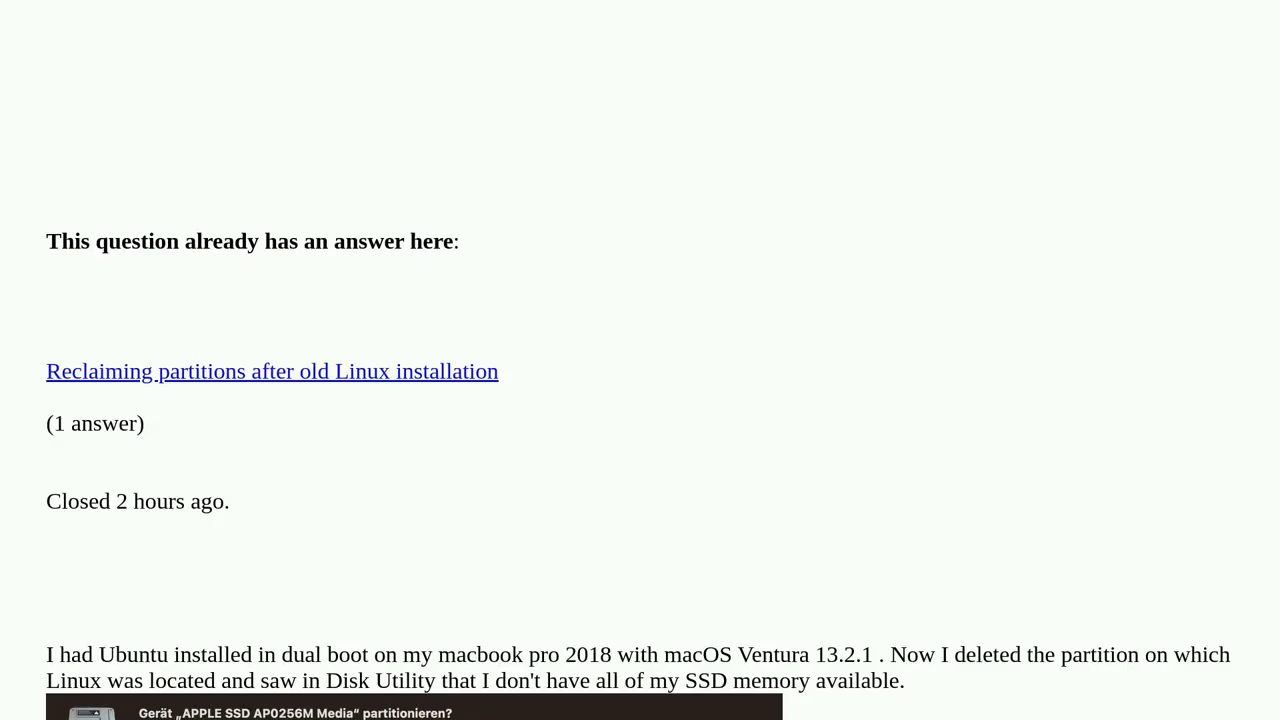 This question already has an answer here:
Reclaiming partitions after old Linux installation
(1 answer)
Closed 2 hours ago.
I had Ubuntu installed in dual boot on my macbook pro 2018 with macOS Ventura 13.2.1 . Now I deleted the partition on which
Linux was located and saw in Disk Utility that I don't have all of my SSD memory available.
Gerät „APPLE SSD AP0256M Media“ partitionieren?